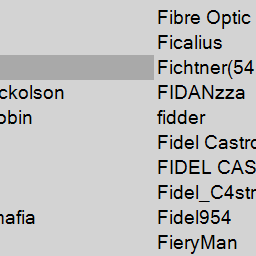 Fibre Optic
Ficalius
Fichtner(54
ckolson FIDANzza
obin fidder
Fidel Castro
FIDEL CAS
Fidel_C4str
nafia Fidel954
FieryMan